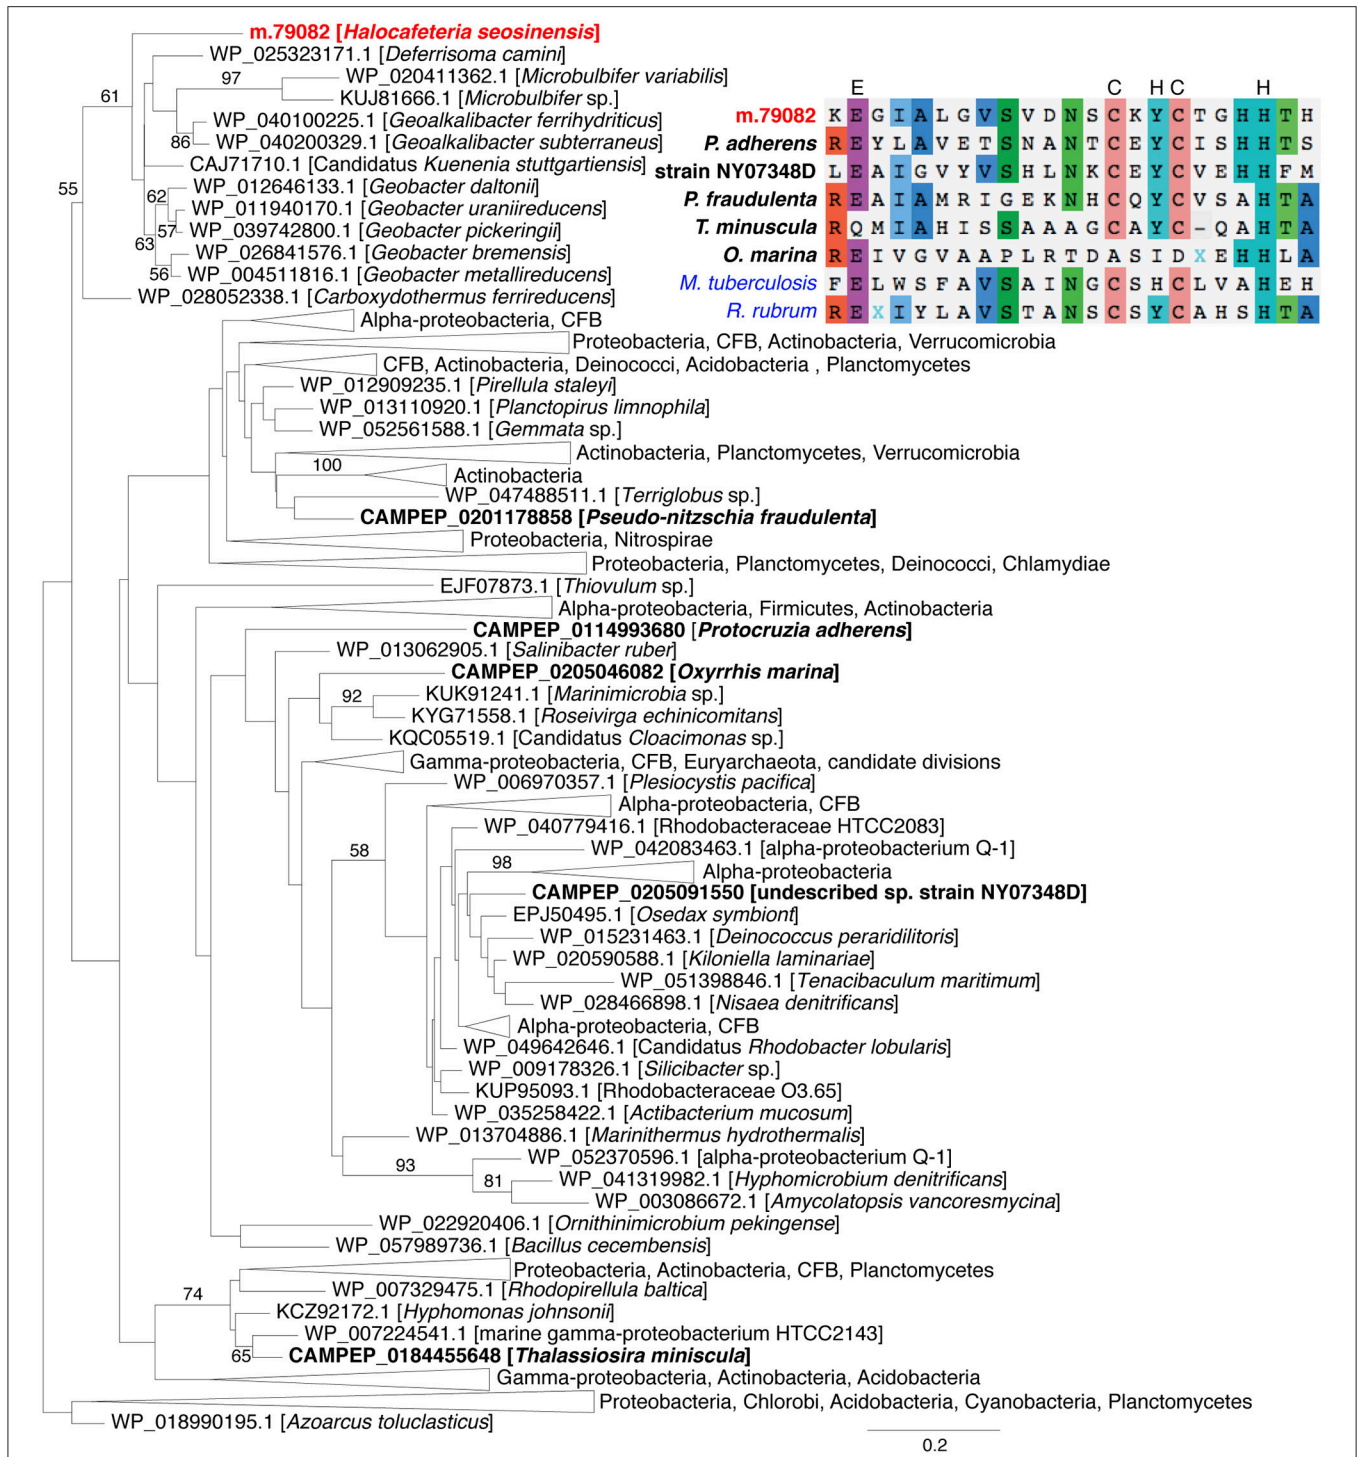 m.79082 [Halocafeteria seosinensis]
WP_025323171.1 [Deferrisoma camini]
97
WP_020411362.1 [Microbulbifer variabilis]
61
KUJ81666.1 [Microbulbifer sp.]
WP_040100225.1 [Geoalkalibacter ferrihydriticus]
86
WP_040200329.1 [Geoalkalibacter subterraneus]
CAJ71710.1 [Candidatus Kuenenia stuttgartiensis]
55
62
WP_012646133.1 [Geobacter daltonii]
WP_011940170.1 [Geobacter uraniireducens]
57
WP_039742800.1 [Geobacter pickeringii]
63
WP_026841576.1 [Geobacter bremensis]
56
WP_004511816.1 [Geobacter metallireducens]
WP_028052338.1 [Carboxydothermus ferrireducens]
E C H C H
m.79082 K E G I A L G V S V D N S C K Y C T G H H T H
P. adherens R E Y L A V E T S N A N T C E Y C I S H H T S
strain NY07348D L E A I G V Y V S H L N K C E Y C V E H H F M
P. fraudulenta R E A I A M R I G E K N H C Q Y C V S A H T A
T. minuscula R Q M I A H I S S A A A G C A Y C - Q A H T A
O. marina R E I V G V A A P L R T D A S I D X E H H L A
M. tuberculosis F E L W S F A V S A I N G C S H C L V A H E H
R. rubrum R E X I Y L A V S T A N S C S Y C A H S H T A
Alpha-proteobacteria, CFB
Proteobacteria, CFB, Actinobacteria, Verrucomicrobia
CFB, Actinobacteria, Deinococci, Acidobacteria , Planctomycetes
WP_012909235.1 [Pirellula staleyi]
WP_013110920.1 [Planctopirus limnophila]
WP_052561588.1 [Gemmata sp.]
Actinobacteria, Planctomycetes, Verrucomicrobia
100
Actinobacteria
WP_047488511.1 [Terriglobus sp.]
CAMPEP_0201178858 [Pseudo-nitzschia fraudulenta]
Proteobacteria, Nitrospirae
Proteobacteria, Planctomycetes, Deinococci, Chlamydiae
EJF07873.1 [Thiovulum sp.]
Alpha-proteobacteria, Firmicutes, Actinobacteria
CAMPEP_0114993680 [Protocruzia adherens]
WP_013062905.1 [Salinibacter ruber]
CAMPEP_0205046082 [Oxyrrhis marina]
92
KUK91241.1 [Marinimicrobia sp.]
KYG71558.1 [Roseivirga echinicomitans]
KQC05519.1 [Candidatus Cloacimonas sp.]
Gamma-proteobacteria, CFB, Euryarchaeota, candidate divisions
WP_006970357.1 [Plesiocystis pacifica]
Alpha-proteobacteria, CFB
WP_040779416.1 [Rhodobacteraceae HTCC2083]
58
WP_042083463.1 [alpha-proteobacterium Q-1]
98
Alpha-proteobacteria
CAMPEP_0205091550 [undescribed sp. strain NY07348D]
EPJ50495.1 [Osedax symbiont]
WP_015231463.1 [Deinococcus peraridilitoris]
WP_020590588.1 [Kiloniella laminariae]
WP_051398846.1 [Tenacibaculum maritimum]
WP_028466898.1 [Nisaea denitrificans]
Alpha-proteobacteria, CFB
WP_049642646.1 [Candidatus Rhodobacter lobularis]
WP_009178326.1 [Silicibacter sp.]
KUP95093.1 [Rhodobacteraceae O3.65]
WP_035258422.1 [Actibacterium mucosum]
WP_013704886.1 [Marinithermus hydrothermalis]
93
WP_052370596.1 [alpha-proteobacterium Q-1]
81
WP_041319982.1 [Hyphomicrobium denitrificans]
WP_003086672.1 [Amycolatopsis vancoresmycina]
WP_022920406.1 [Ornithinimicrobium pekingense]
WP_057989736.1 [Bacillus cecembensis]
Proteobacteria, Actinobacteria, CFB, Planctomycetes
74
WP_007329475.1 [Rhodopirellula baltica]
KCZ92172.1 [Hyphomonas johnsonii]
WP_007224541.1 [marine gamma-proteobacterium HTCC2143]
65
CAMPEP_0184455648 [Thalassiosira miniscula]
Gamma-proteobacteria, Actinobacteria, Acidobacteria
Proteobacteria, Chlorobi, Acidobacteria, Cyanobacteria, Planctomycetes
WP_018990195.1 [Azoarcus toluclasticus]
0.2